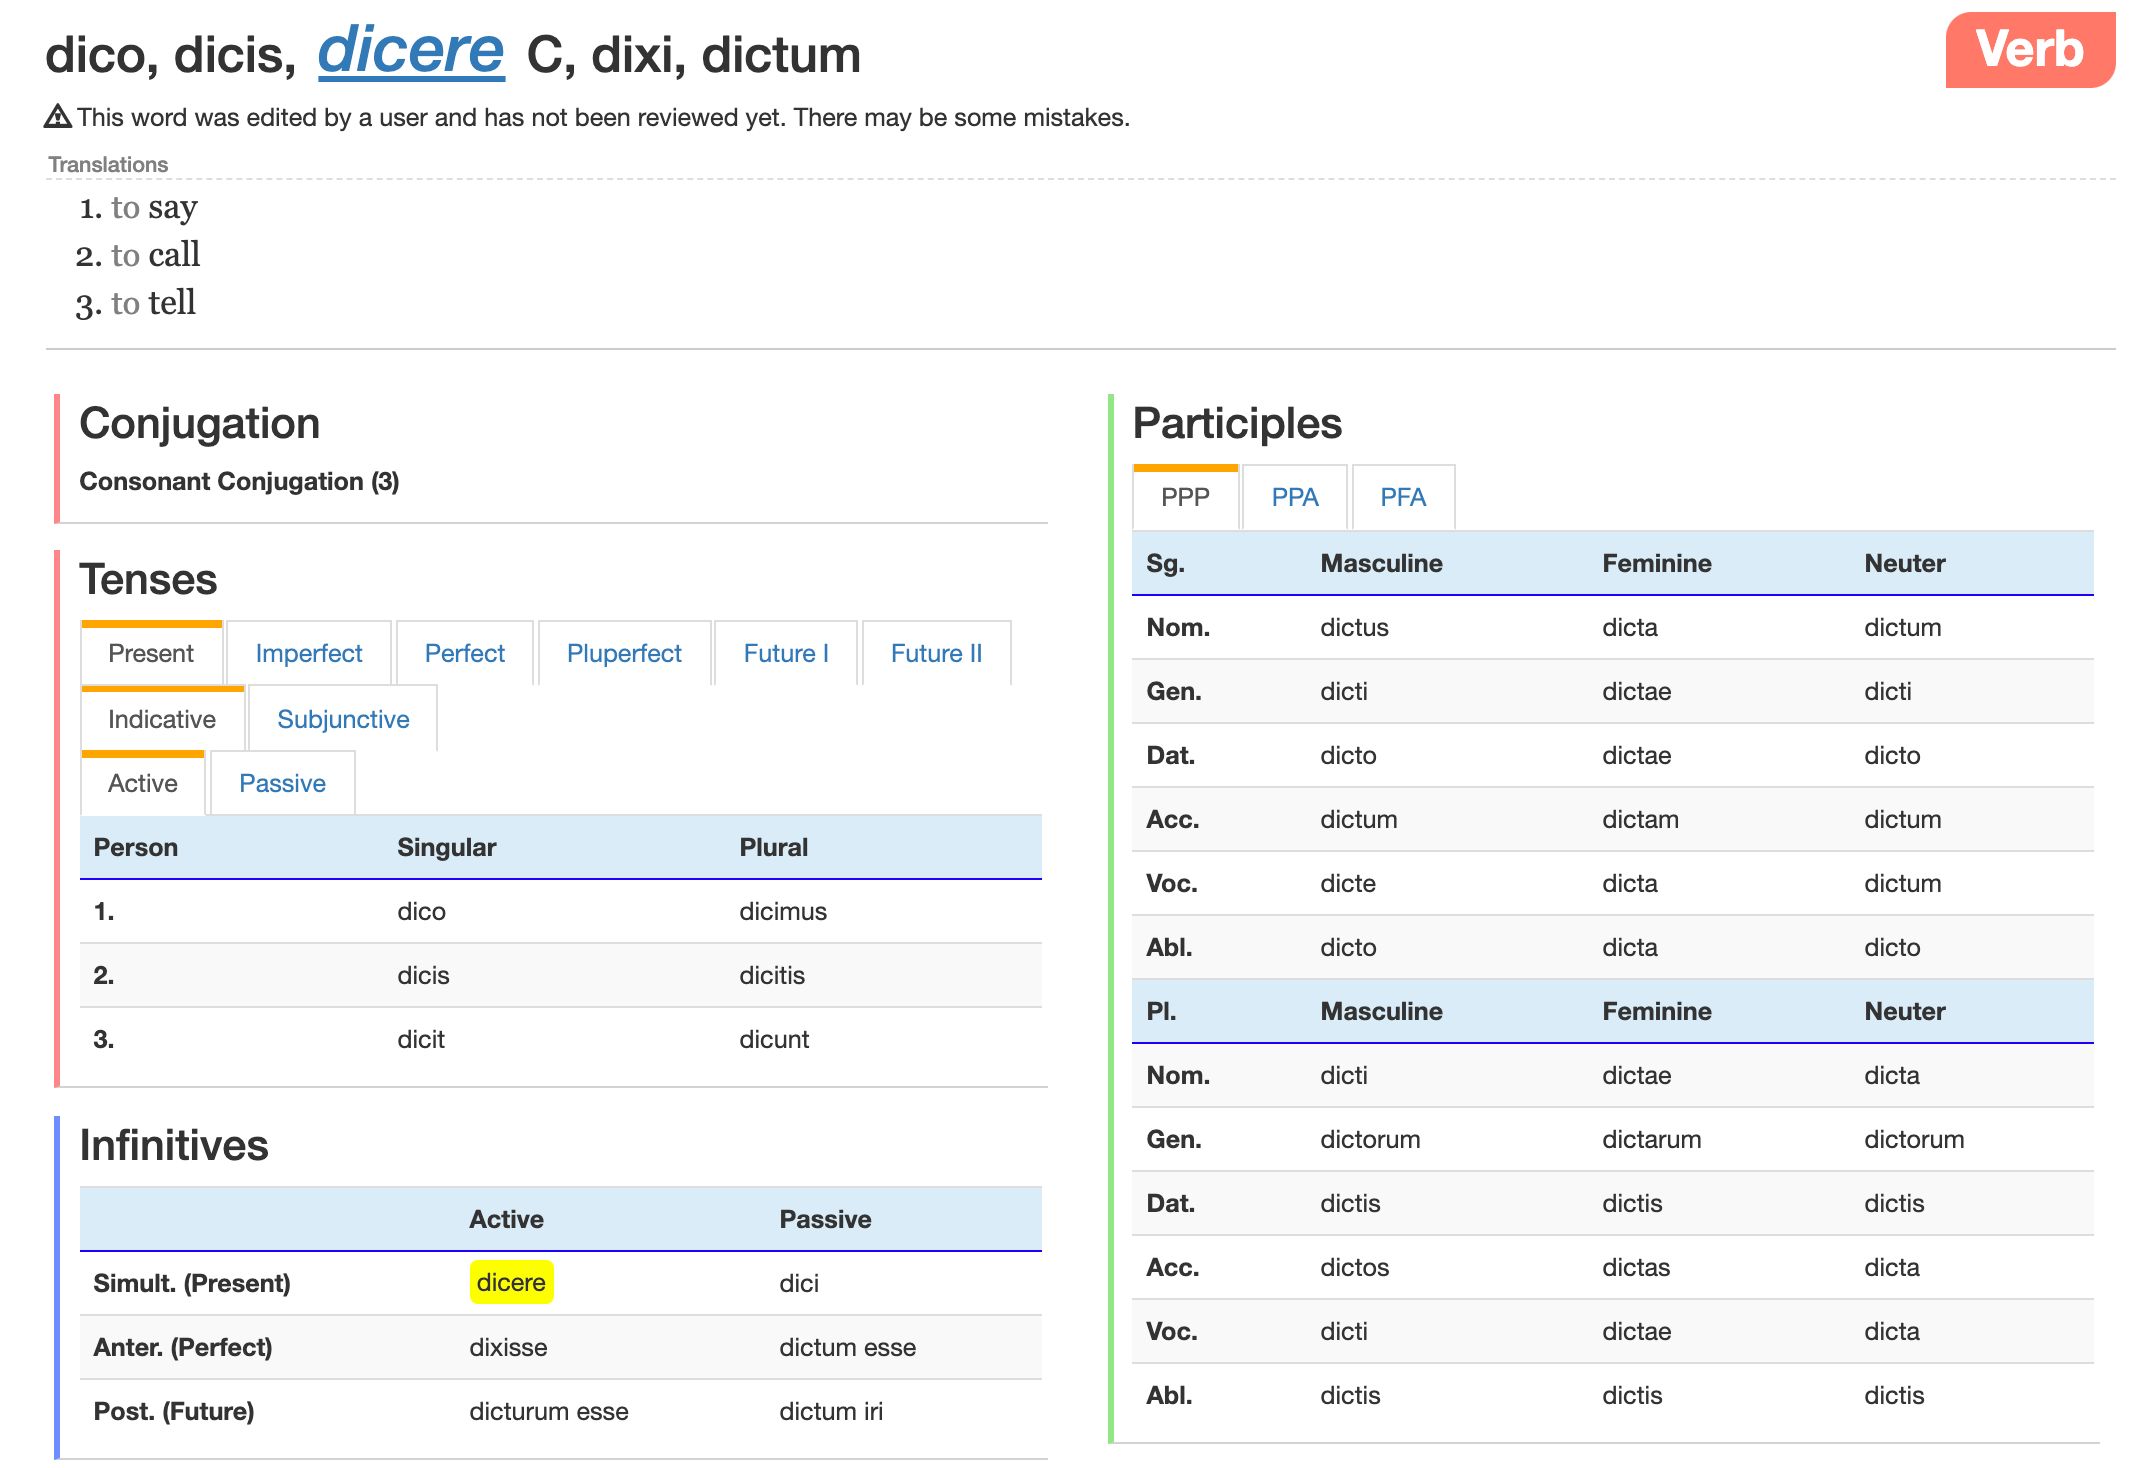 dico, dicis, dicere C, dixi, dictum
Verb
This word was edited by a user and has not been reviewed yet. There may be some mistakes.
Translations
1. to say
2. to call
3. to tell
Conjugation
Consonant Conjugation (3)
Tenses
Present Imperfect Perfect Pluperfect Future I Future II
Indicative Subjunctive
Active Passive
Person Singular Plural
1. dico dicimus
2. dicis dicitis
3. dicit dicunt
Infinitives
Active Passive
Simult. (Present) dicere dici
Anter. (Perfect) dixisse dictum esse
Post. (Future) dicturum esse dictum iri
Participles
PPP PPA PFA
Sg. Masculine Feminine Neuter
Nom. dictus dicta dictum
Gen. dicti dictae dicti
Dat. dicto dictae dicto
Acc. dictum dictam dictum
Voc. dicte dicta dictum
Abl. dicto dicta dicto
Pl. Masculine Feminine Neuter
Nom. dicti dictae dicta
Gen. dictorum dictarum dictorum
Dat. dictis dictis dictis
Acc. dictos dictas dicta
Voc. dicti dictae dicta
Abl. dictis dictis dictis